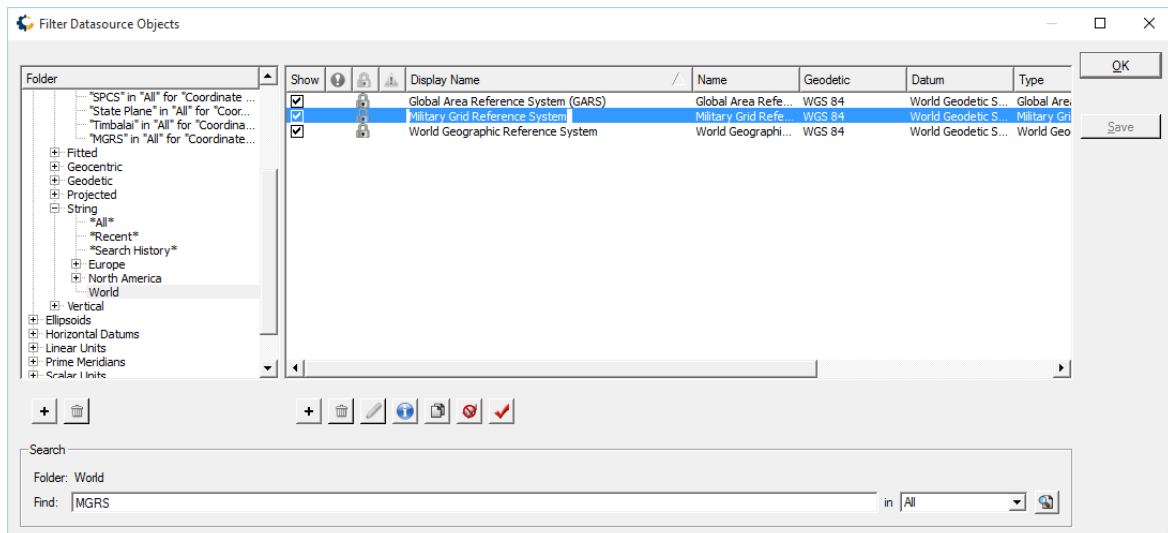 Filter Datasource Objects
Folder
"SPCS" in "All" for "Coordinate ...
"State Plane" in "All" for "Coor...
"Timbalai" in "All" for "Coordina...
"MGRS" in "All" for "Coordinate...
Fitted
Geocentric
Geodetic
Projected
String
*All*
*Recent*
*Search History*
Europe
North America
World
Vertical
Ellipsoids
Horizontal Datums
Linear Units
Prime Meridians
Scalar Units
Show Display Name Name Geodetic Datum Type
Global Area Reference System (GARS) Global Area Refe... WGS 84 World Geodetic S... Global Area
Military Grid Reference System Military Grid Refe... WGS 84 World Geodetic S... Military Gri
World Geographic Reference System World Geographi... WGS 84 World Geodetic S... World Geo
OK
Save
Search
Folder: World
Find: MGRS in All